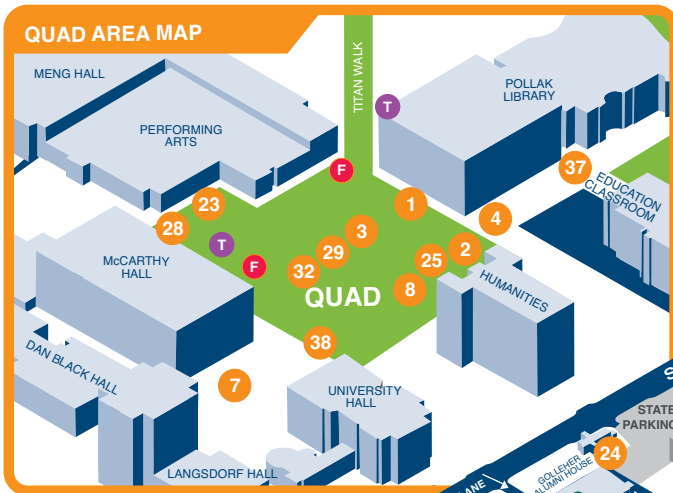 QUAD AREA MAP
MENG HALL
TITAN WALK
POLLAK
LIBRARY
T
PERFORMING
ARTS
F
37
EDUCATION
CLASSROOM
23
1
4
28
3
T
29
2
25
McCARTHY
HALL
F
32
8
HUMANITIES
QUAD
38
DAN BLACK HALL
7
UNIVERSITY
HALL
S
STATE
PARKING
24
GOLLEHER
ALUMNI HOUSE
LANGSDORF HALL
LANE